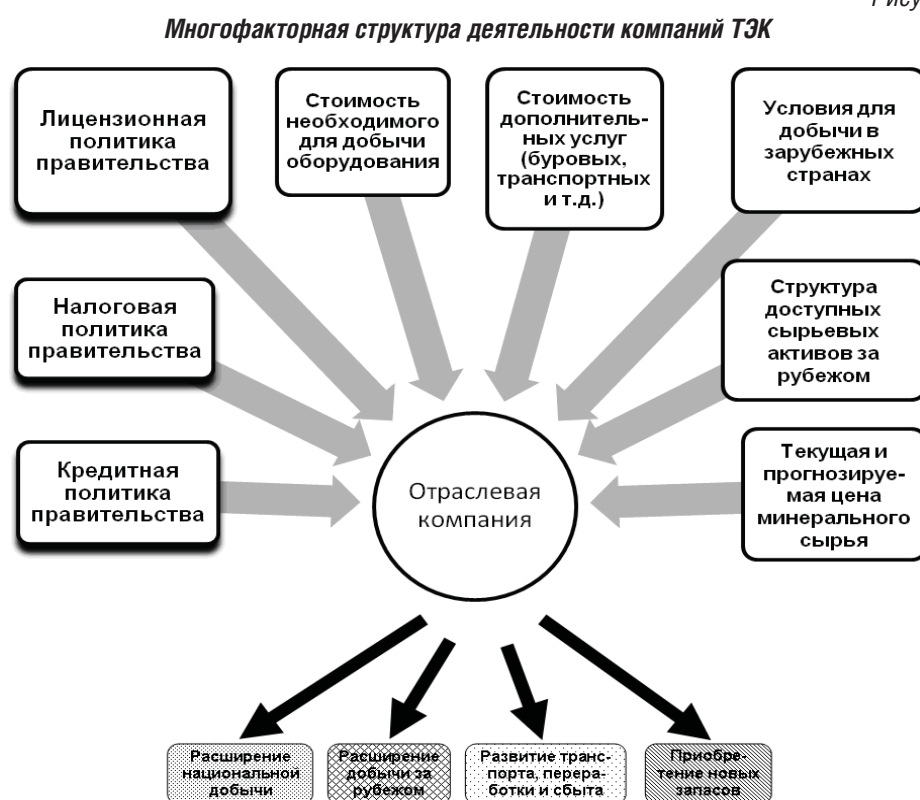 Рису
Многофакторная структура деятельности компаний ТЭК
Лицензионная
политика
правительства
Стоимость
необходимого
для добычи
оборудования
Стоимость
дополнитель-
ных услуг
(буровых,
транспортных
и т.д.)
Условия для
добычи в
зарубежных
странах
Налоговая
политика
правительства
Структура
доступных
сырьевых
активов за
рубежом
Кредитная
политика
правительства
Текущая и
прогнозируе-
мая цена
минерального
сырья
Отраслевая
компания
Расширение
национальной
добычи
Расширение
добычи за
рубежом
Развитие транс-
порта, перера-
ботки и сбыта
Приобре-
тение новых
запасов